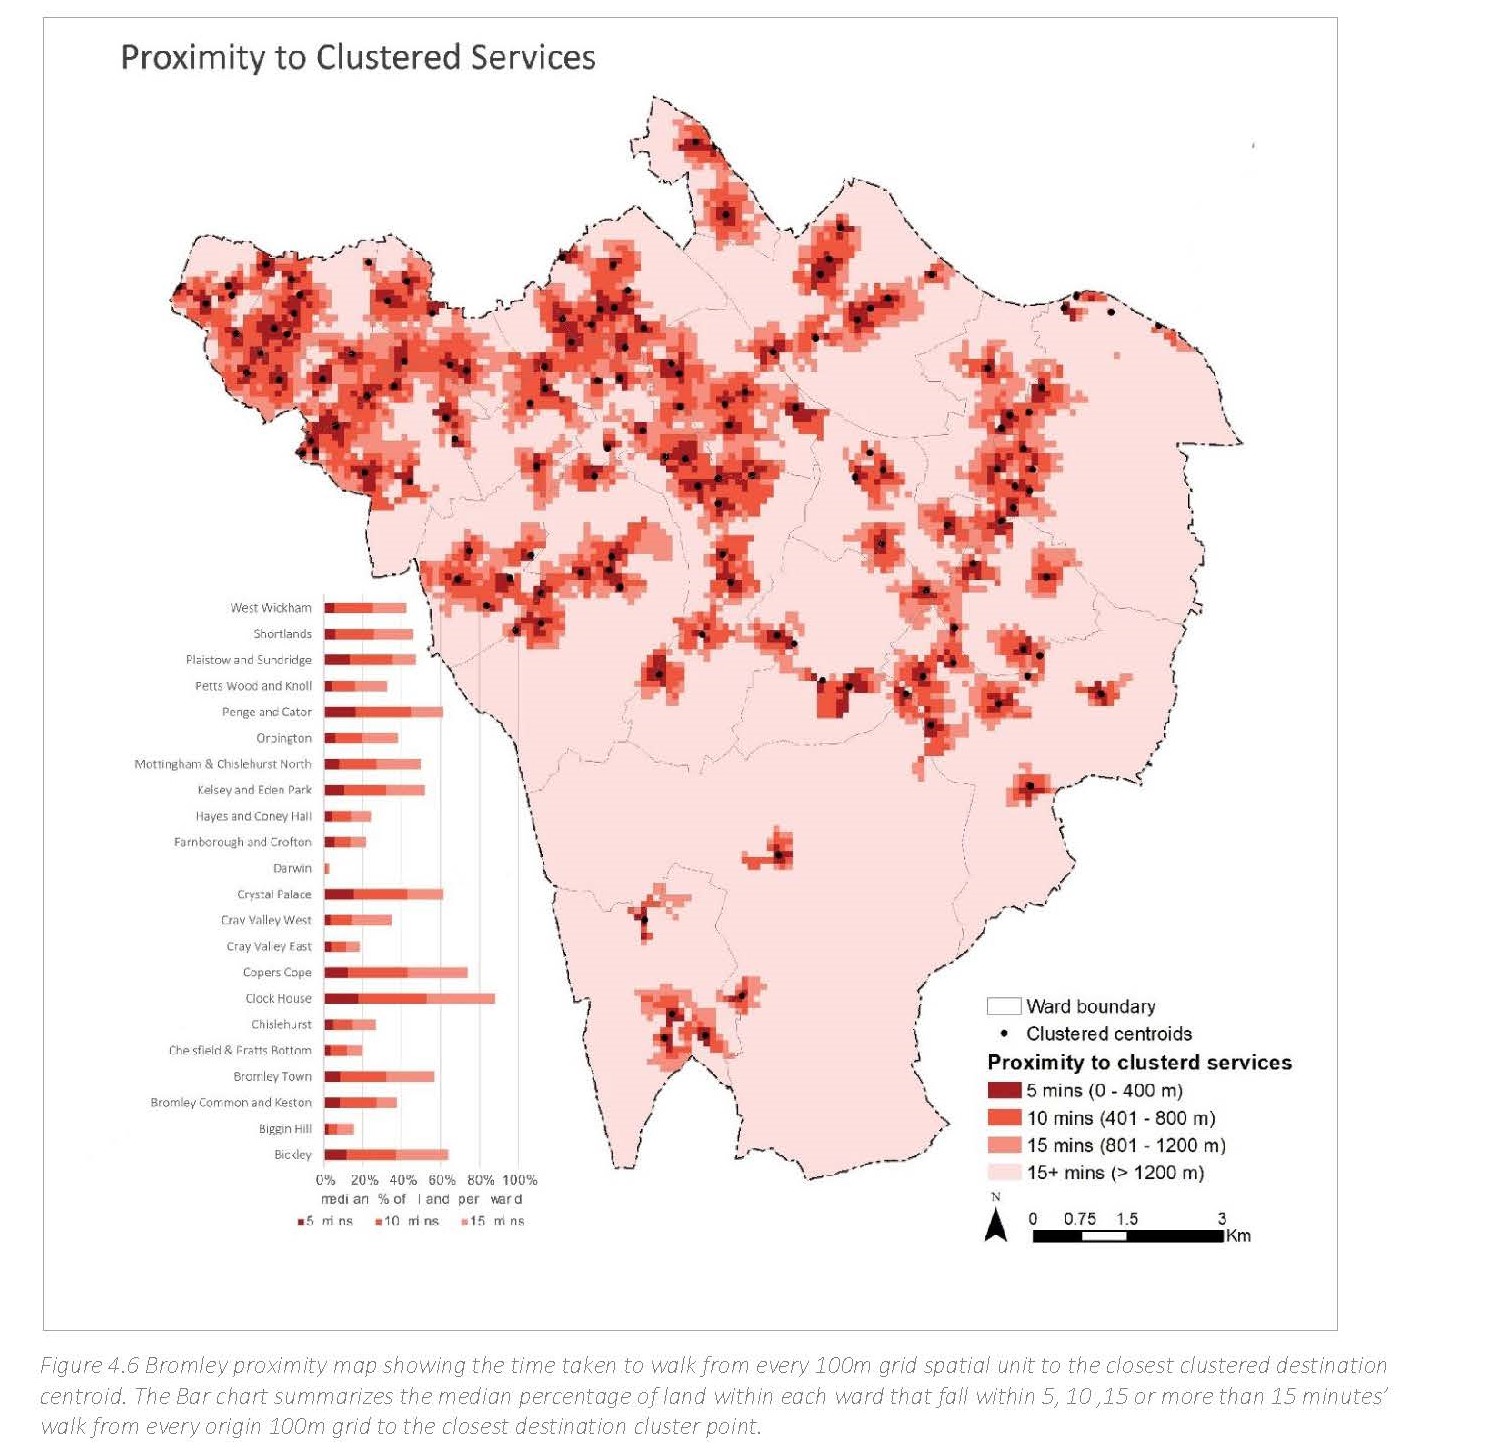 Proximity to Clustered Services
West Wickham
Shortlands
Plaistow and Sundridge
Petts Wood and Knoll
Penge and Cator
Orpington
Mottingham & Chislehurst North
Kelsey and Eden Park
Hayes and Coney Hall
Farnborough and Crofton
Darwin
Crystal Palace
Cray Valley West
Cray Valley East
Copers Cope
Clock House
Chislehurst
Chelsfield & Pratts Bottom
Bromley Town
Bromley Common and Keston
Biggin Hill
Bickley
0% 20% 40% 60% 80% 100%
median % of land per ward
5 mins 10 mins 15 mins
Ward boundary
Clustered centroids
Proximity to clusterd services
5 mins (0 - 400 m)
10 mins (401 - 800 m)
15 mins (801 - 1200 m)
15+ mins (> 1200 m)
N
0 0.75 1.5 3
Km
Figure 4.6 Bromley proximity map showing the time taken to walk from every 100m grid spatial unit to the closest clustered destination
centroid. The Bar chart summarizes the median percentage of land within each ward that fall within 5, 10 ,15 or more than 15 minutes'
walk from every origin 100m grid to the closest destination cluster point.